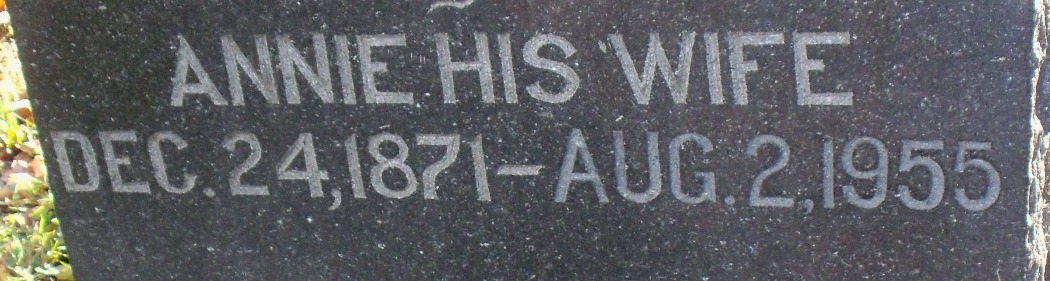 ANNIE HIS WIFE
DEC. 24, 1871 - AUG. 2, 1955